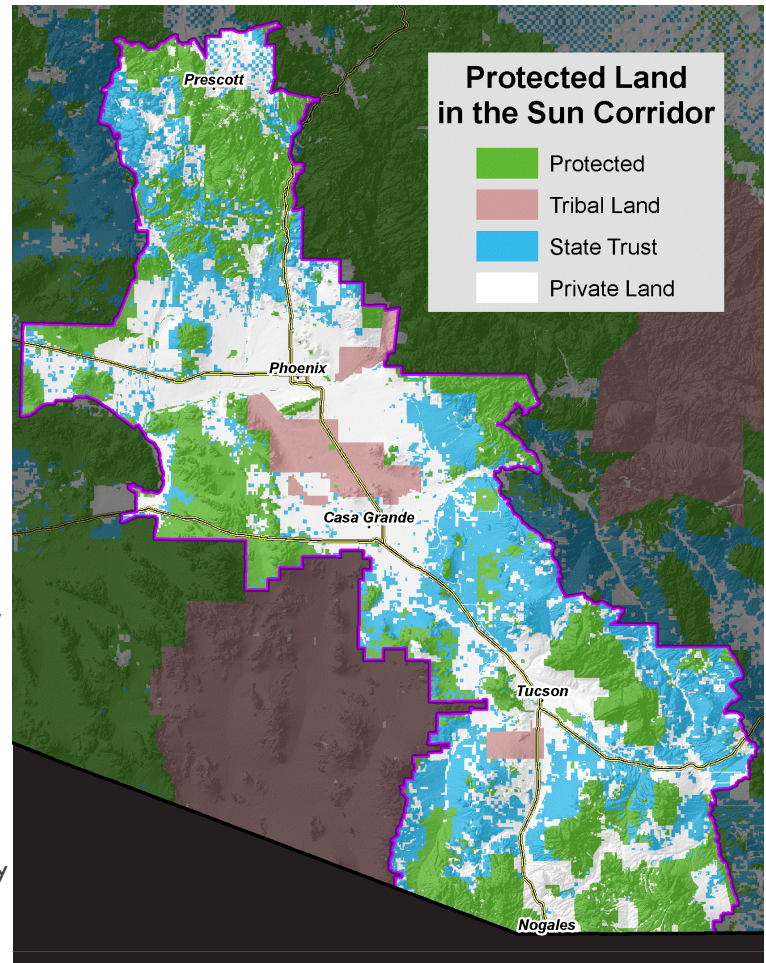 Protected Land
in the Sun Corridor
Protected
Tribal Land
State Trust
Private Land
Prescott
Phoenix
Casa Grande
Tucson
Nogales
y